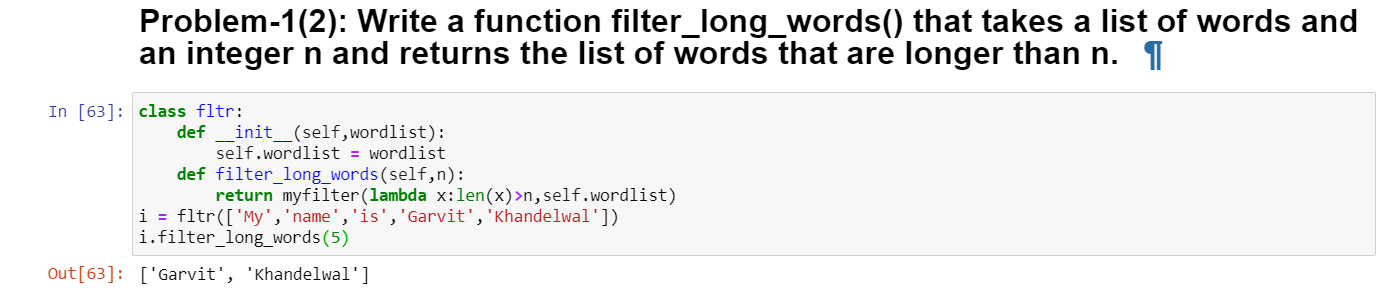 Problem-1(2): Write a function filter_long_words() that takes a list of words and
an integer n and returns the list of words that are longer than n. ¶
In [63]: class fltr:
    def __init__(self,wordlist):
        self.wordlist = wordlist
    def filter_long_words(self,n):
        return myfilter(lambda x:len(x)>n,self.wordlist)
i = fltr(['My','name','is','Garvit','Khandelwal'])
i.filter_long_words(5)
Out[63]: ['Garvit', 'Khandelwal']